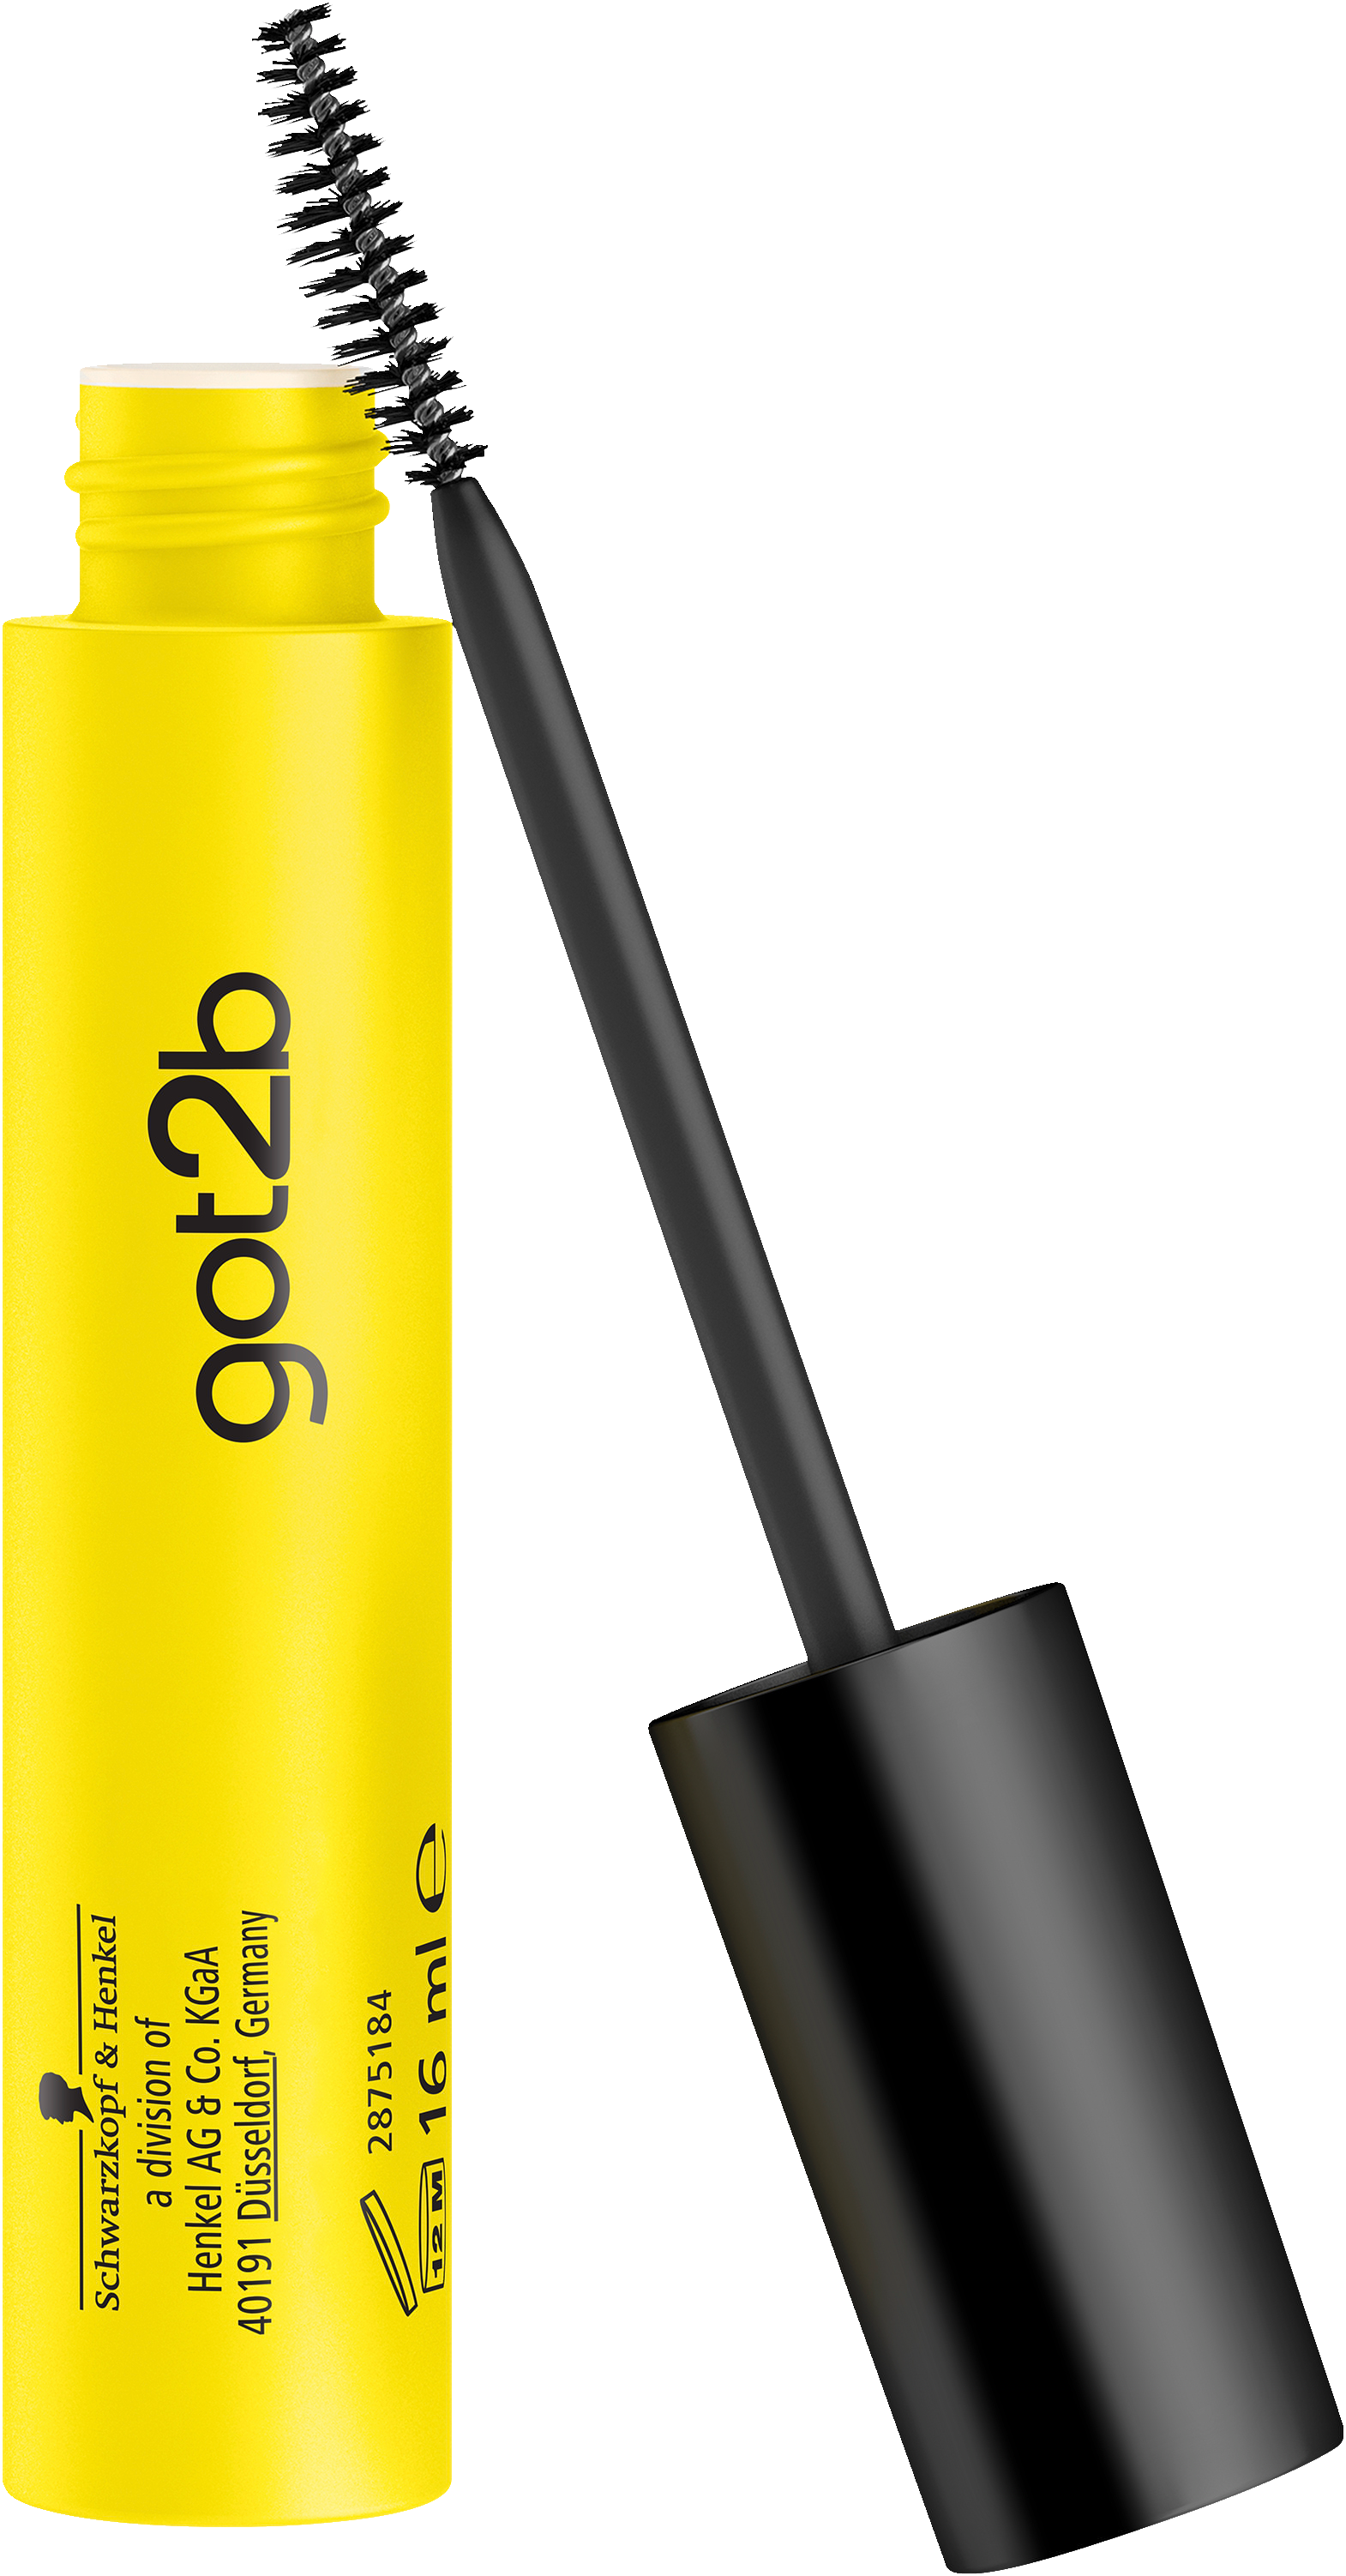 got2b
Schwarzkopf & Henkel
a division of
Henkel AG & Co. KGaA
40191 Düsseldorf, Germany
2875184
12 M 16 ml ℮